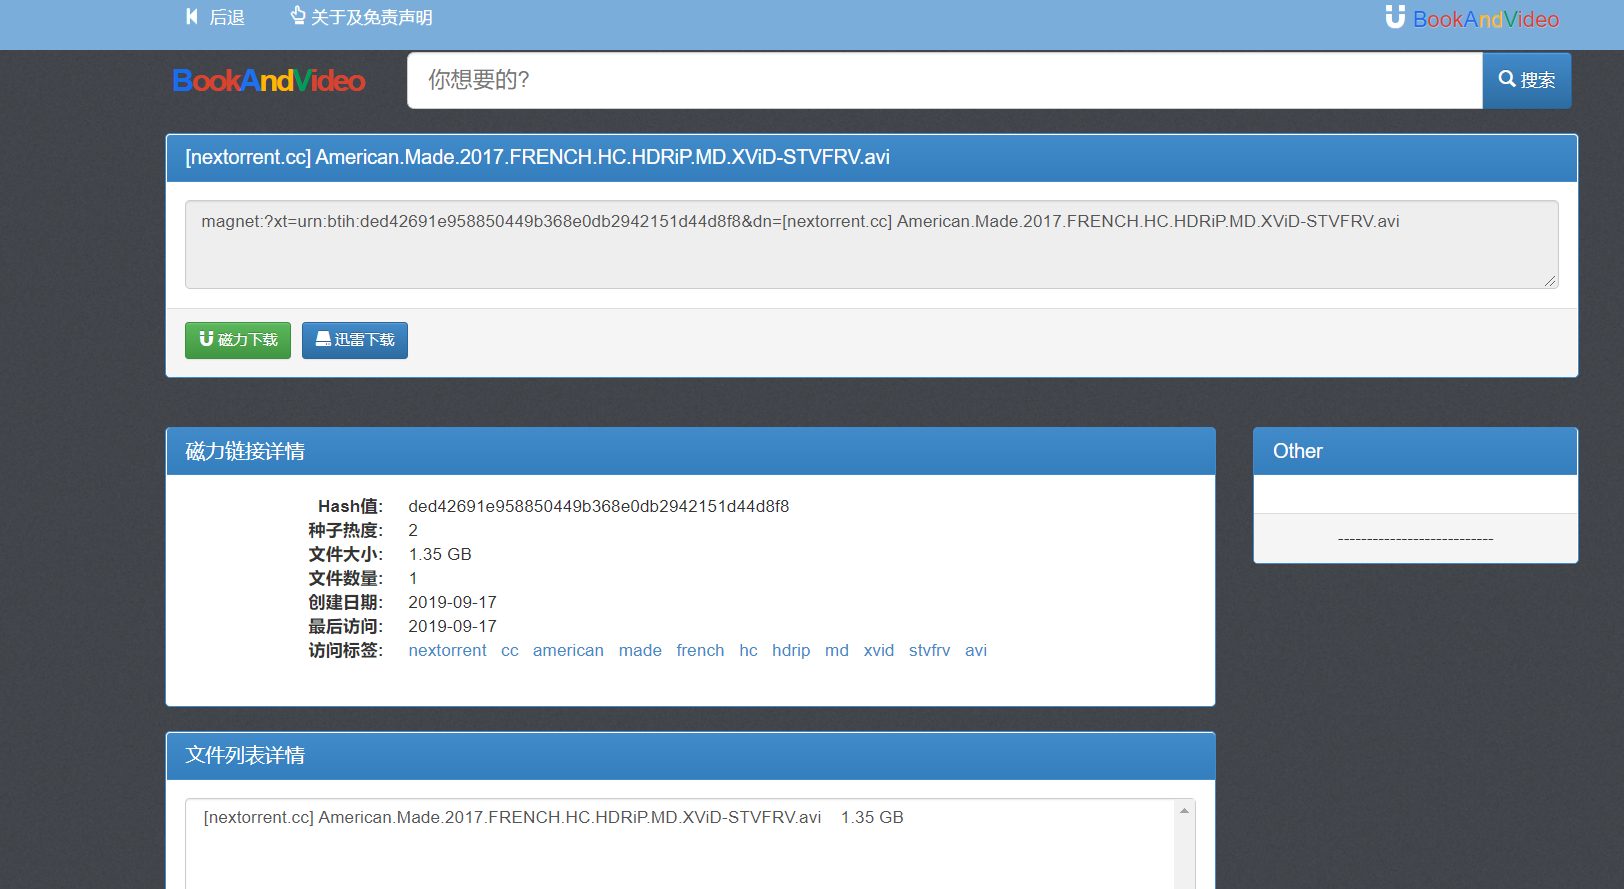 后退 关于及免责声明 BookAndVideo
BookAndVideo 你想要的? 搜索
[nextorrent.cc] American.Made.2017.FRENCH.HC.HDRiP.MD.XViD-STVFRV.avi
magnet:?xt=urn:btih:ded42691e958850449b368e0db2942151d44d8f8&dn=[nextorrent.cc] American.Made.2017.FRENCH.HC.HDRiP.MD.XViD-STVFRV.avi
磁力下载 迅雷下载
磁力链接详情
Hash值: ded42691e958850449b368e0db2942151d44d8f8
种子热度: 2
文件大小: 1.35 GB
文件数量: 1
创建日期: 2019-09-17
最后访问: 2019-09-17
访问标签: nextorrent cc american made french hc hdrip md xvid stvfrv avi
Other
---------------------------
文件列表详情
[nextorrent.cc] American.Made.2017.FRENCH.HC.HDRiP.MD.XViD-STVFRV.avi 1.35 GB